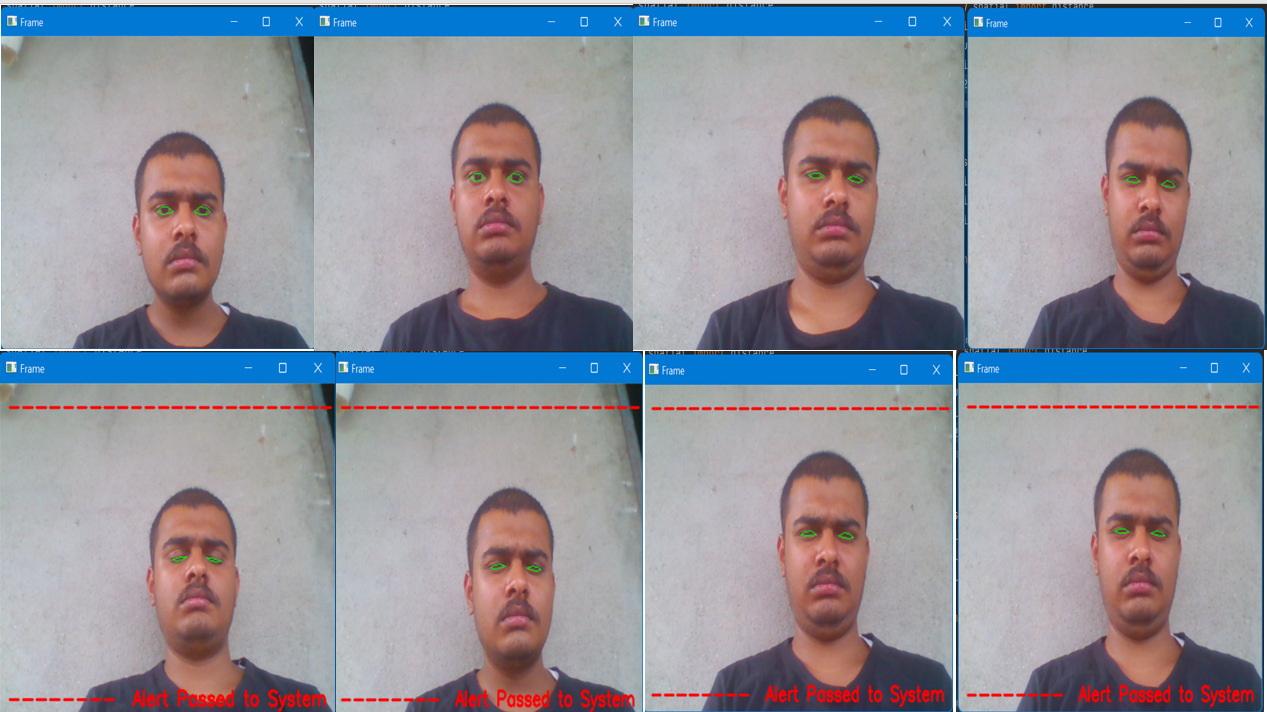 Frame
Frame
Frame
Frame
Frame
Frame
Frame
Frame
---------- Alert Passed to System
---------- Alert Passed to System
---------- Alert Passed to System
---------- Alert Passed to System